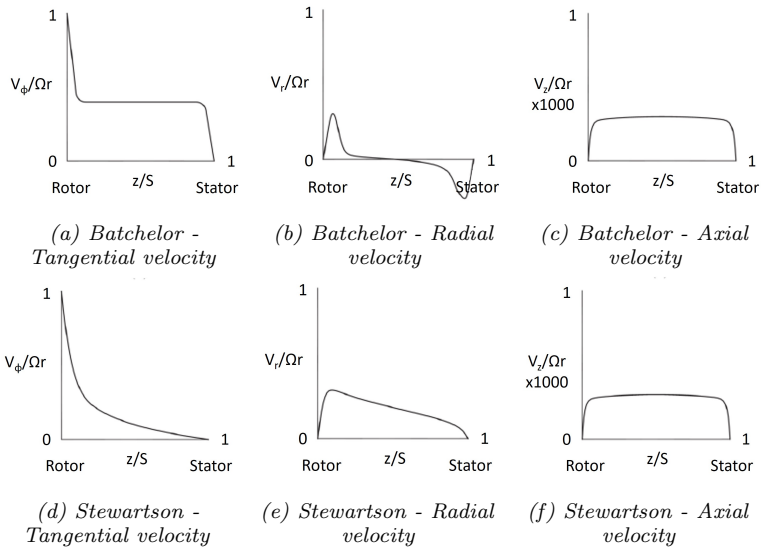 1
1
1
V_ϕ/Ωr
V_r/Ωr
V_z/Ωr
x1000
0
1
0
1
0
1
Rotor
z/S
Stator
Rotor
z/S
Stator
Rotor
z/S
Stator
(a) Batchelor -
Tangential velocity
(b) Batchelor - Radial
velocity
(c) Batchelor - Axial
velocity
1
1
1
V_ϕ/Ωr
V_r/Ωr
V_z/Ωr
x1000
0
1
0
1
0
1
Rotor
z/S
Stator
Rotor
z/S
Stator
Rotor
z/S
Stator
(d) Stewartson -
Tangential velocity
(e) Stewartson - Radial
velocity
(f) Stewartson - Axial
velocity